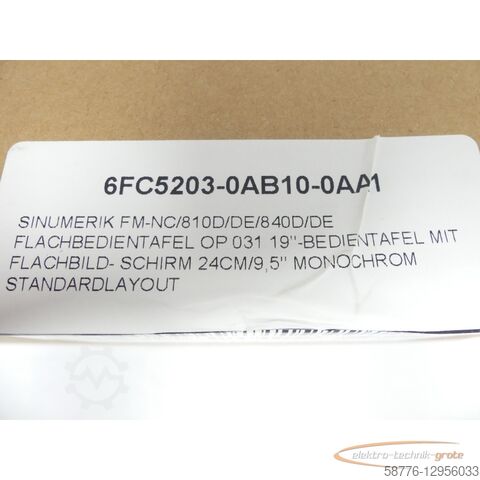 6FC5203-0AB10-0AA1
SINUMERIK FM-NC/810D/DE/840D/DE
FLACHBEDIENTAFEL OP 031 19"-BEDIENTAFEL MIT
FLACHBILD- SCHIRM 24CM/9,5" MONOCHROM
STANDARDLAYOUT
elektro-technik-grote
58776-12956033